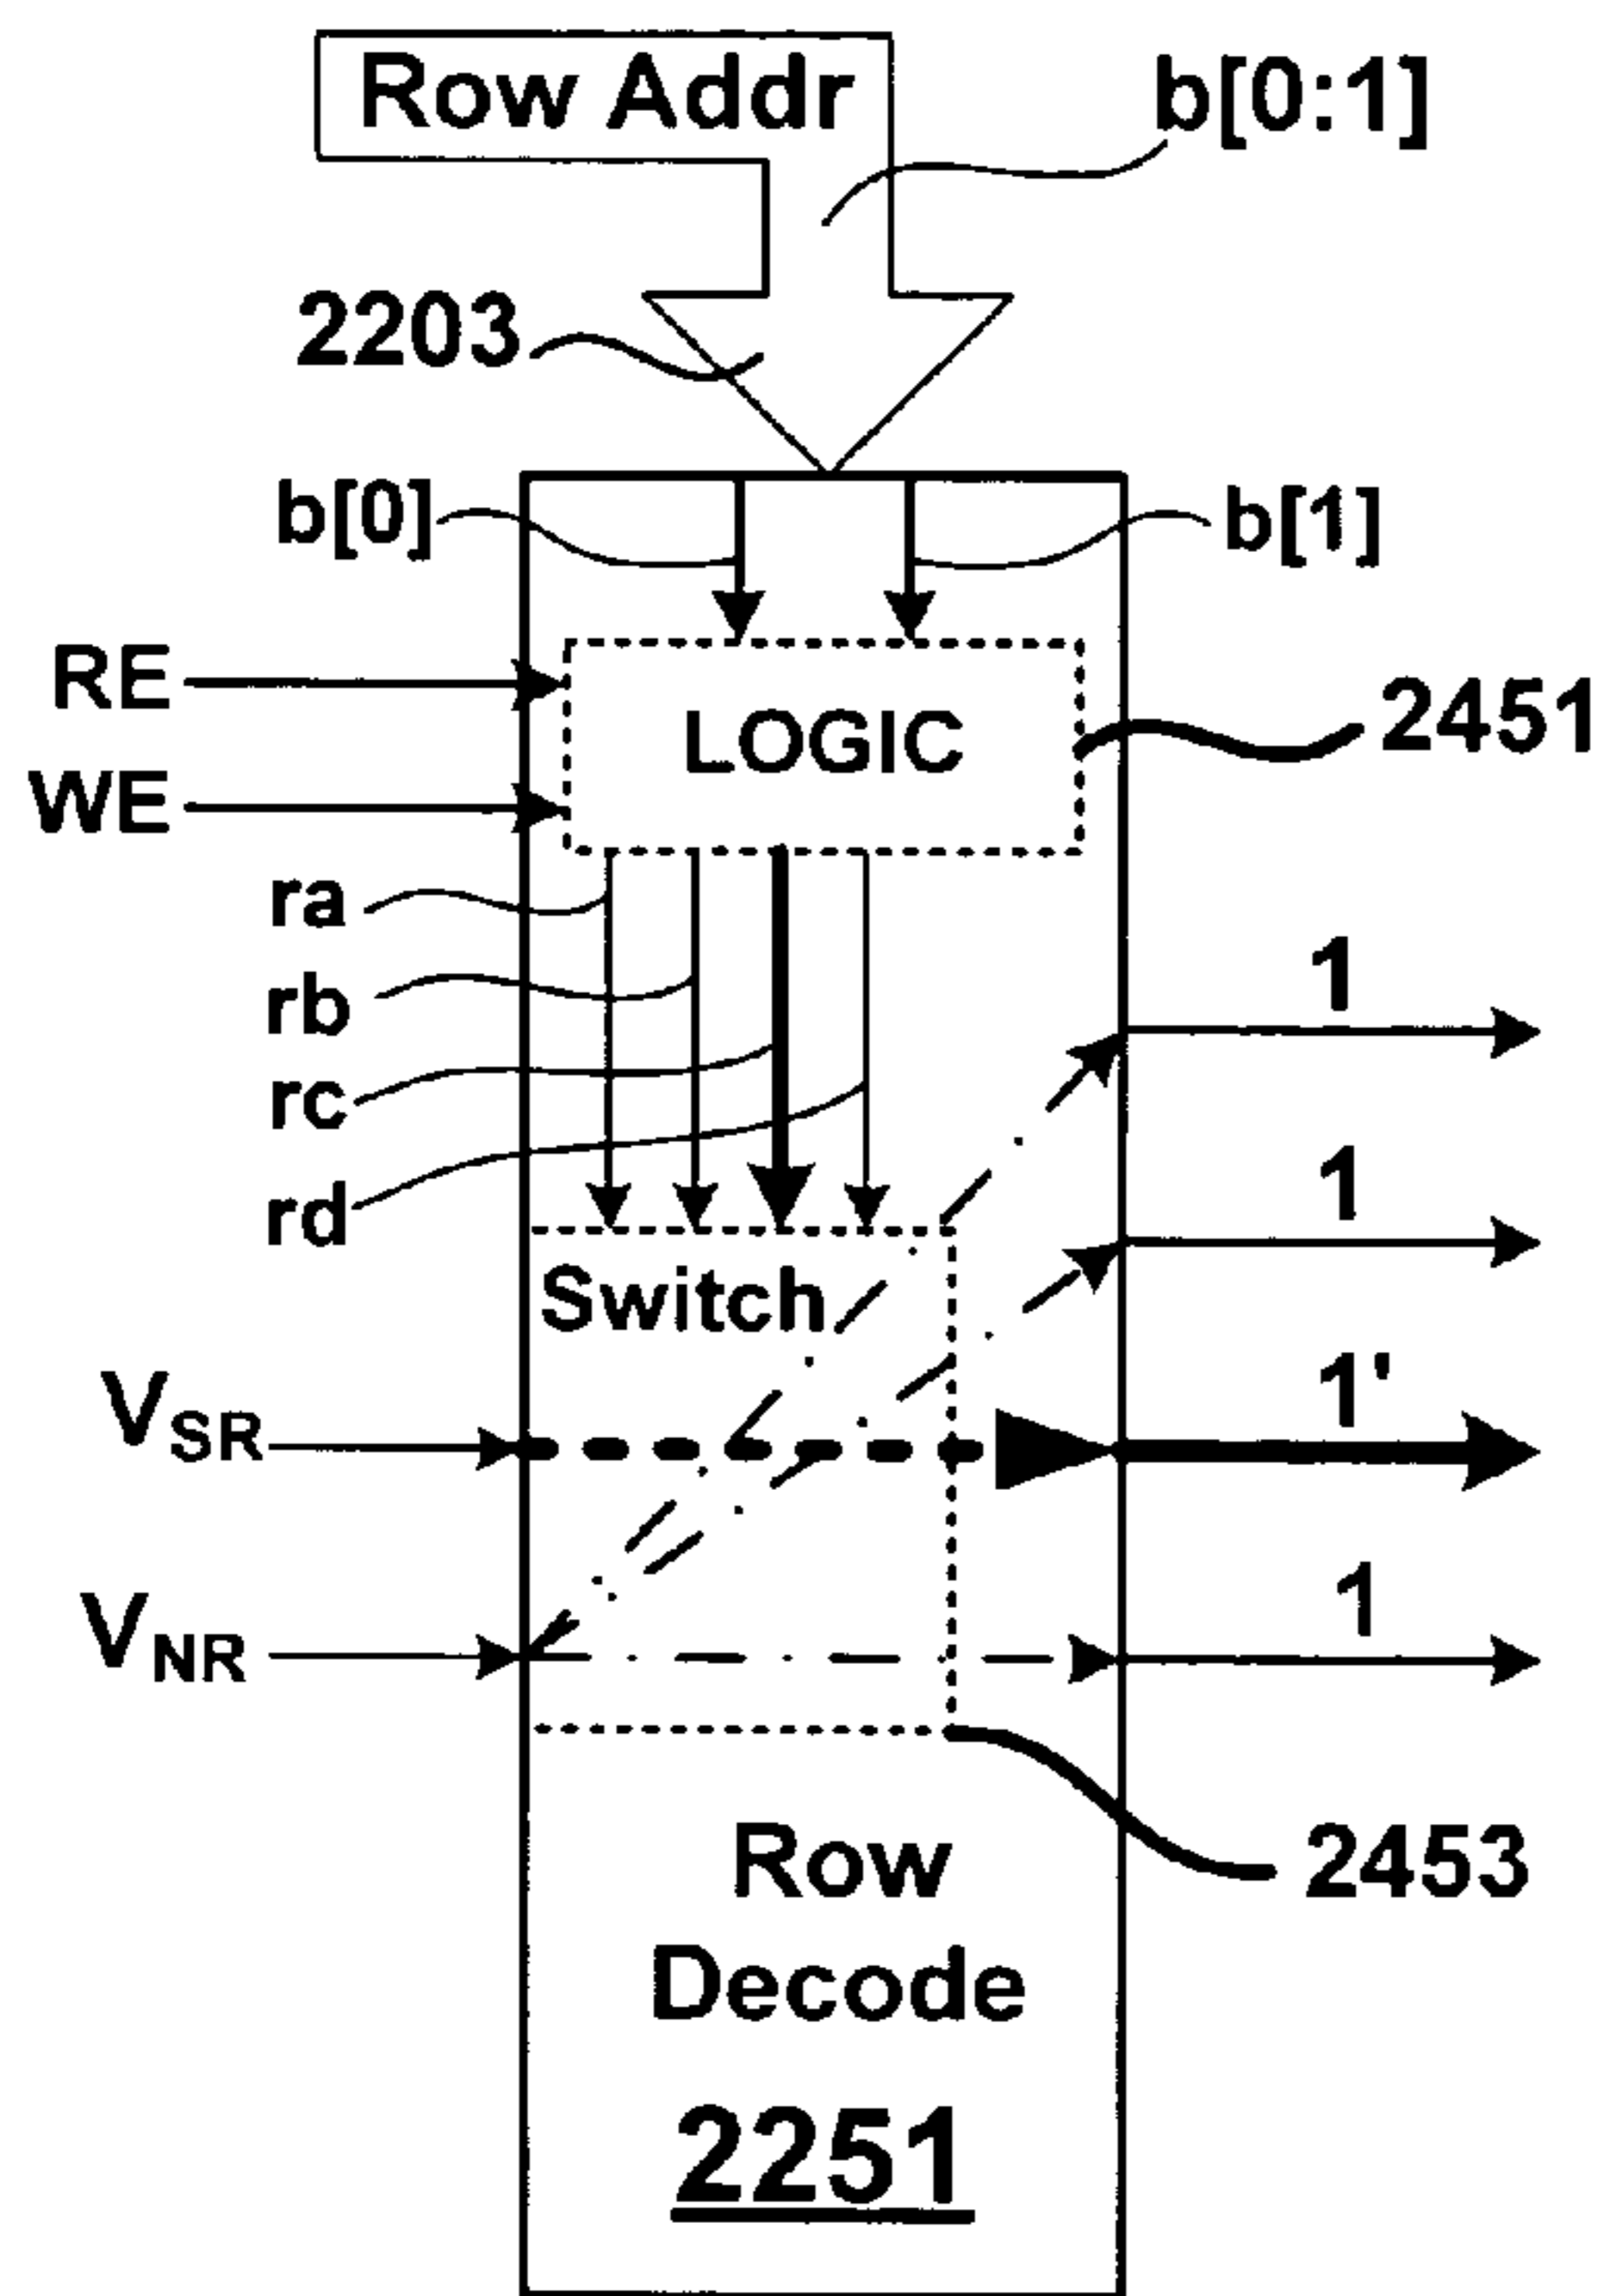 Row Addr
b[0:1]
2203
b[0]
b[1]
RE
LOGIC
2451
WE
ra
rb
rc
rd
1
1
Switch
1'
VSR
1
VNR
2453
Row
Decode
2251